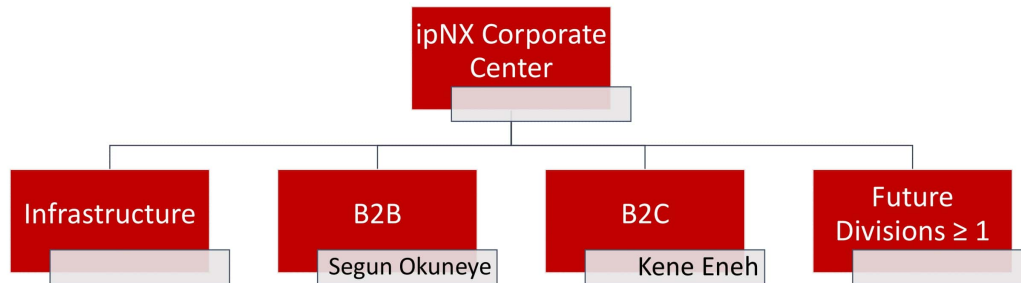 ipNX Corporate
Center
Infrastructure
B2B
B2C
Future
Divisions ≥ 1
Segun Okuneye
Kene Eneh